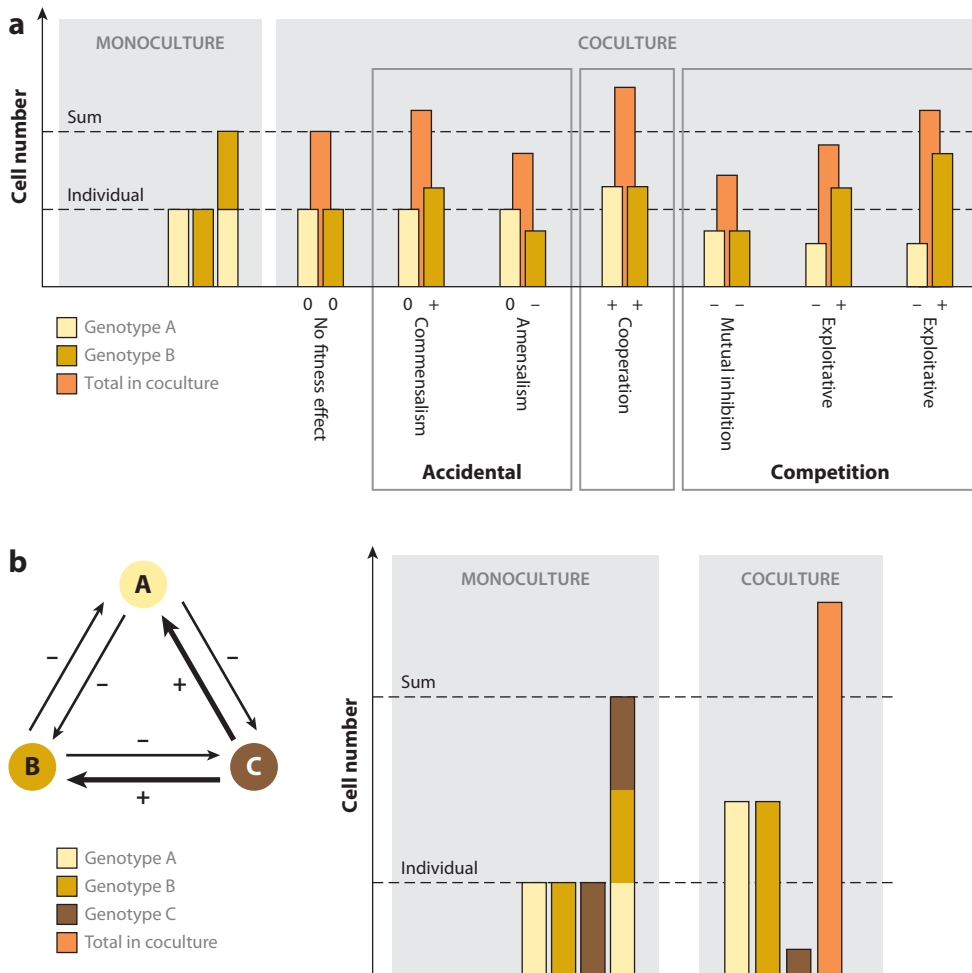 a
MONOCULTURE
COCULTURE
Cell number
Sum
Individual
0 0
0 +
0 –
+ +
– –
– +
– +
No fitness effect
Commensalism
Amensalism
Cooperation
Mutual inhibition
Exploitative
Exploitative
Genotype A
Genotype B
Total in coculture
Accidental
Competition
b
A
B
C
–
–
–
+
–
+
Genotype A
Genotype B
Genotype C
Total in coculture
MONOCULTURE
COCULTURE
Cell number
Sum
Individual